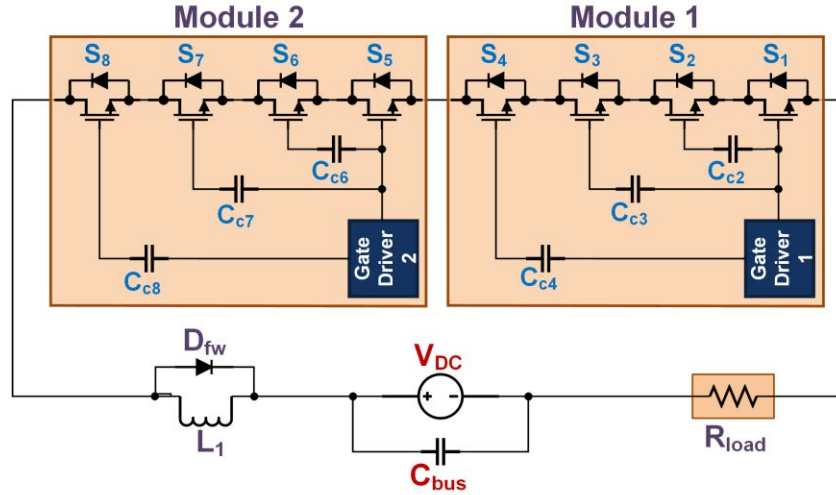 Module 2
Module 1
S8
S7
S6
S5
S4
S3
S2
S1
Cc6
Cc2
Cc7
Cc3
Cc8
Cc4
Gate
Driver
2
Gate
Driver
1
Dfw
L1
VDC
+ -
Cbus
Rload